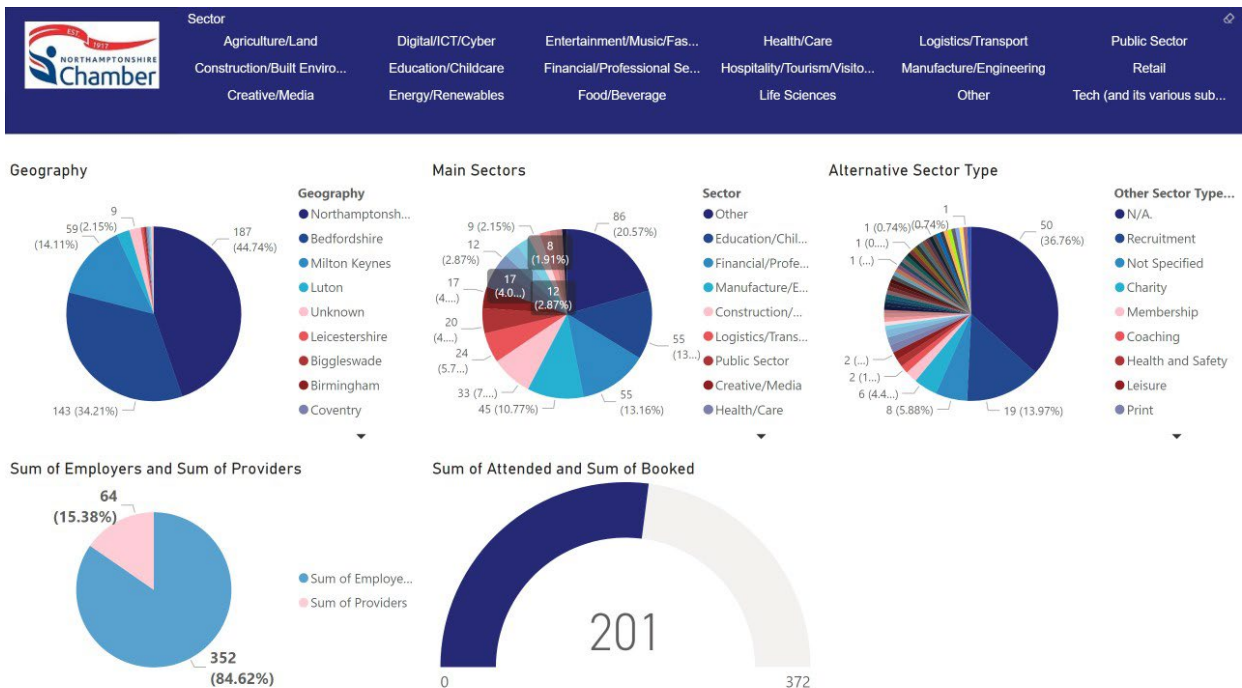 EST 1917
NORTHAMPTONSHIRE
Chamber
Sector
Agriculture/Land
Digital/ICT/Cyber
Entertainment/Music/Fas...
Health/Care
Logistics/Transport
Public Sector
Construction/Built Enviro...
Education/Childcare
Financial/Professional Se...
Hospitality/Tourism/Visito...
Manufacture/Engineering
Retail
Creative/Media
Energy/Renewables
Food/Beverage
Life Sciences
Other
Tech (and its various sub...
Geography
9
(2.15%)
59
(14.11%)
187
(44.74%)
143 (34.21%)
Geography
Northamptonsh...
Bedfordshire
Milton Keynes
Luton
Unknown
Leicestershire
Biggleswade
Birmingham
Coventry
Main Sectors
9 (2.15%)
86
(20.57%)
12
(2.87%)
8
(1.91%)
17
(4.0...)
12
(2.87%)
17
(4....)
20
(4....)
24
(5.7...)
33 (7....)
45 (10.77%)
55
(13.16%)
55
(13...)
Sector
Other
Education/Chil...
Financial/Profe...
Manufacture/E...
Construction/...
Logistics/Trans...
Public Sector
Creative/Media
Health/Care
Alternative Sector Type
1
1 (0.74%)
(0.74%)
1 (0....)
1 (...)
50
(36.76%)
2 (...)
2 (1...)
6 (4.4...)
8 (5.88%)
19 (13.97%)
Other Sector Type...
N/A.
Recruitment
Not Specified
Charity
Membership
Coaching
Health and Safety
Leisure
Print
Sum of Employers and Sum of Providers
64
(15.38%)
352
(84.62%)
Sum of Employe...
Sum of Providers
Sum of Attended and Sum of Booked
201
0
372